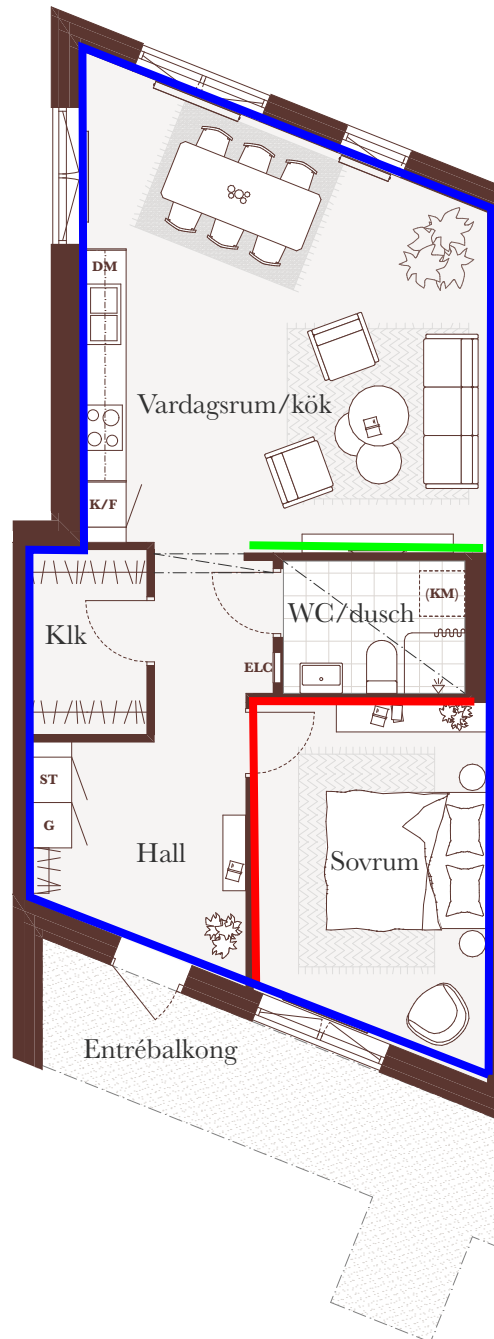 DM
Vardagsrum/kök
K/F
(KM)
WC/dusch
Klk
ELC
ST
G
Hall
Sovrum
Entrébalkong